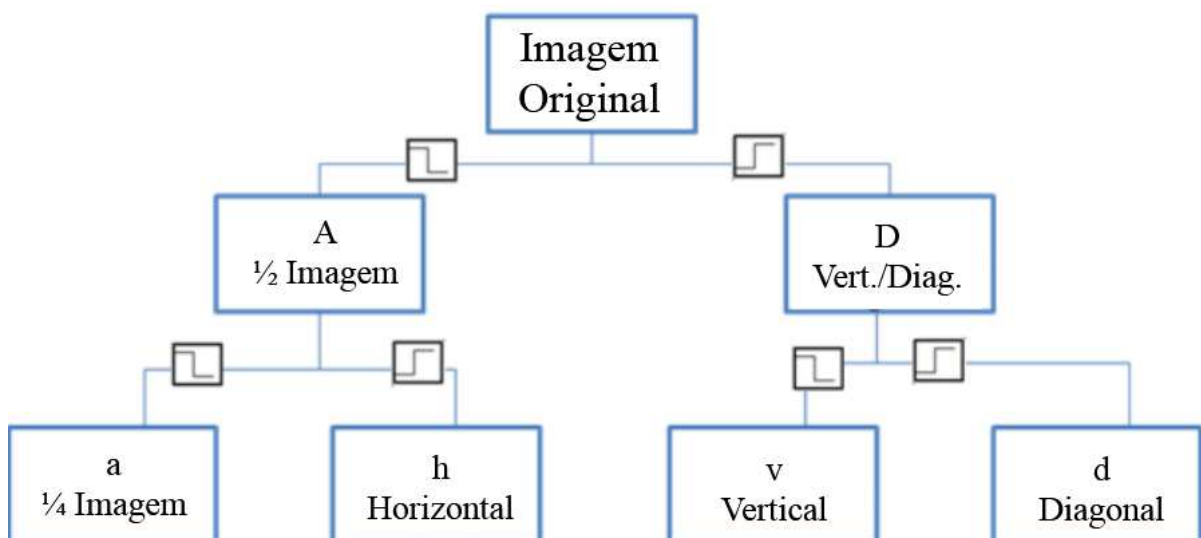 Imagem
Original
A
½ Imagem
D
Vert./Diag.
a
¼ Imagem
h
Horizontal
v
Vertical
d
Diagonal